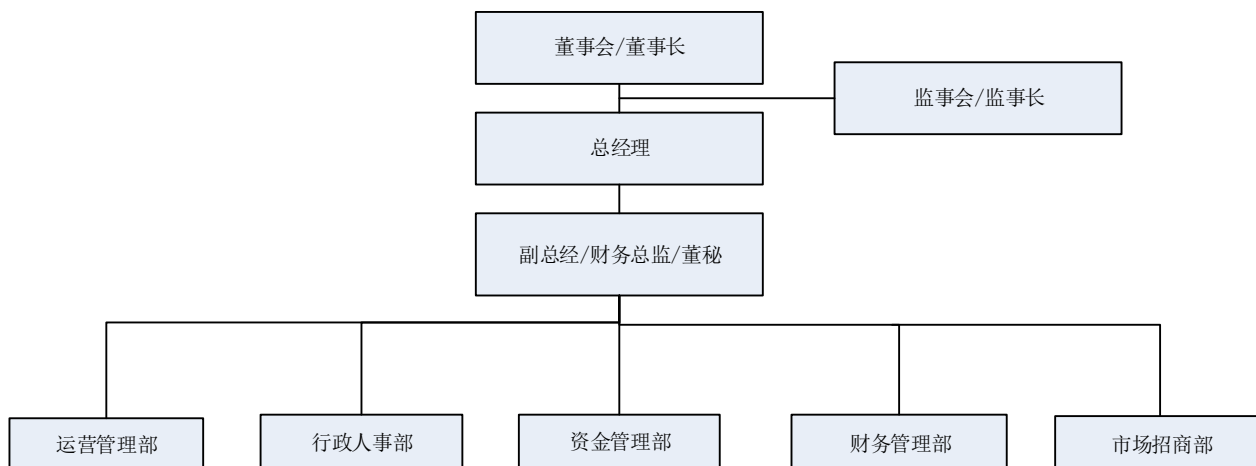 董事会/董事长
监事会/监事长
总经理
副总经/财务总监/董秘
运营管理部
行政人事部
资金管理部
财务管理部
市场招商部